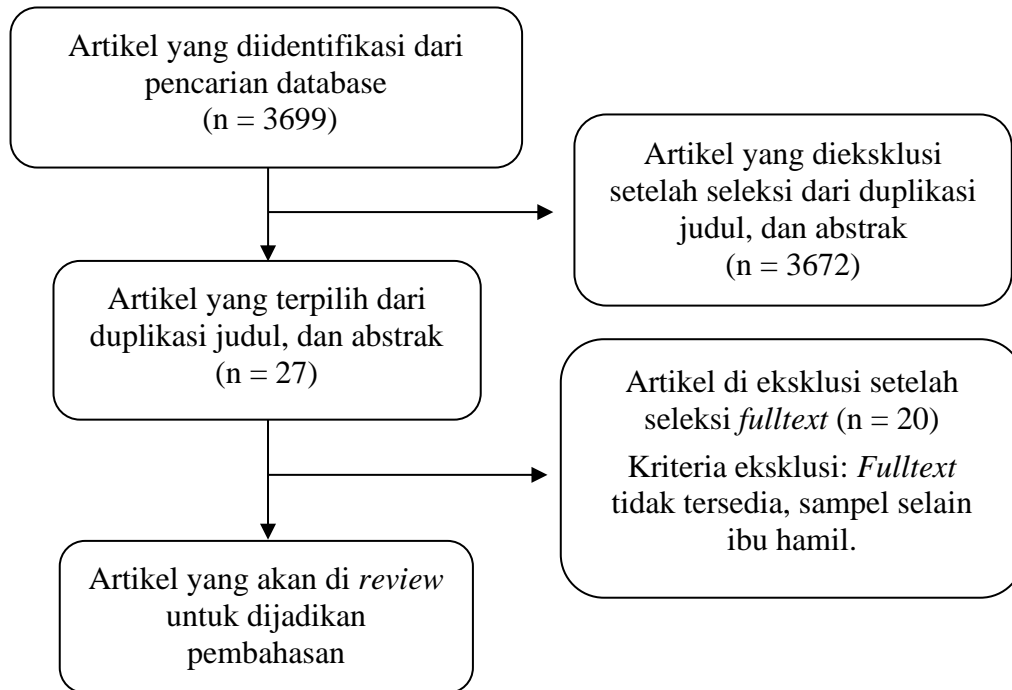 Artikel yang diidentifikasi dari
pencarian database
(n = 3699)
Artikel yang dieksklusi
setelah seleksi dari duplikasi
judul, dan abstrak
(n = 3672)
Artikel yang terpilih dari
duplikasi judul, dan abstrak
(n = 27)
Artikel di eksklusi setelah
seleksi fulltext (n = 20)
Kriteria eksklusi: Fulltext
tidak tersedia, sampel selain
ibu hamil.
Artikel yang akan di review
untuk dijadikan
pembahasan